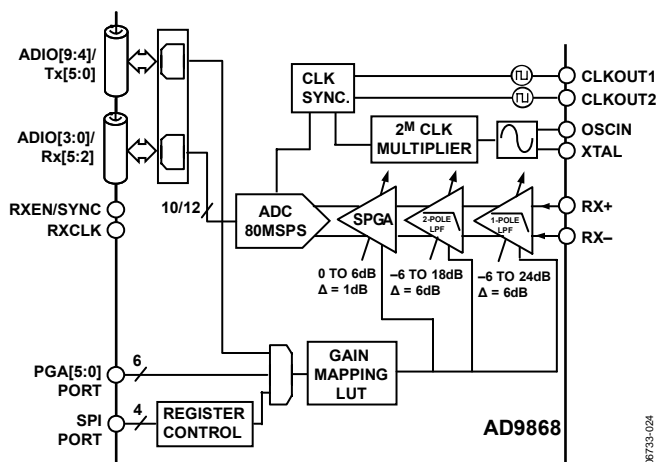 ADIO[9:4]/
Tx[5:0]
ADIO[3:0]/
Rx[5:2]
RXEN/SYNC
RXCLK
10/12
ADC
80MSPS
CLK
SYNC.
2M CLK
MULTIPLIER
CLKOUT1
CLKOUT2
OSCIN
XTAL
SPGA
2-POLE
LPF
1-POLE
LPF
RX+
RX–
0 TO 6dB
Δ = 1dB
–6 TO 18dB
Δ = 6dB
–6 TO 24dB
Δ = 6dB
PGA[5:0]
PORT
6
SPI
PORT
4
REGISTER
CONTROL
GAIN
MAPPING
LUT
AD9868